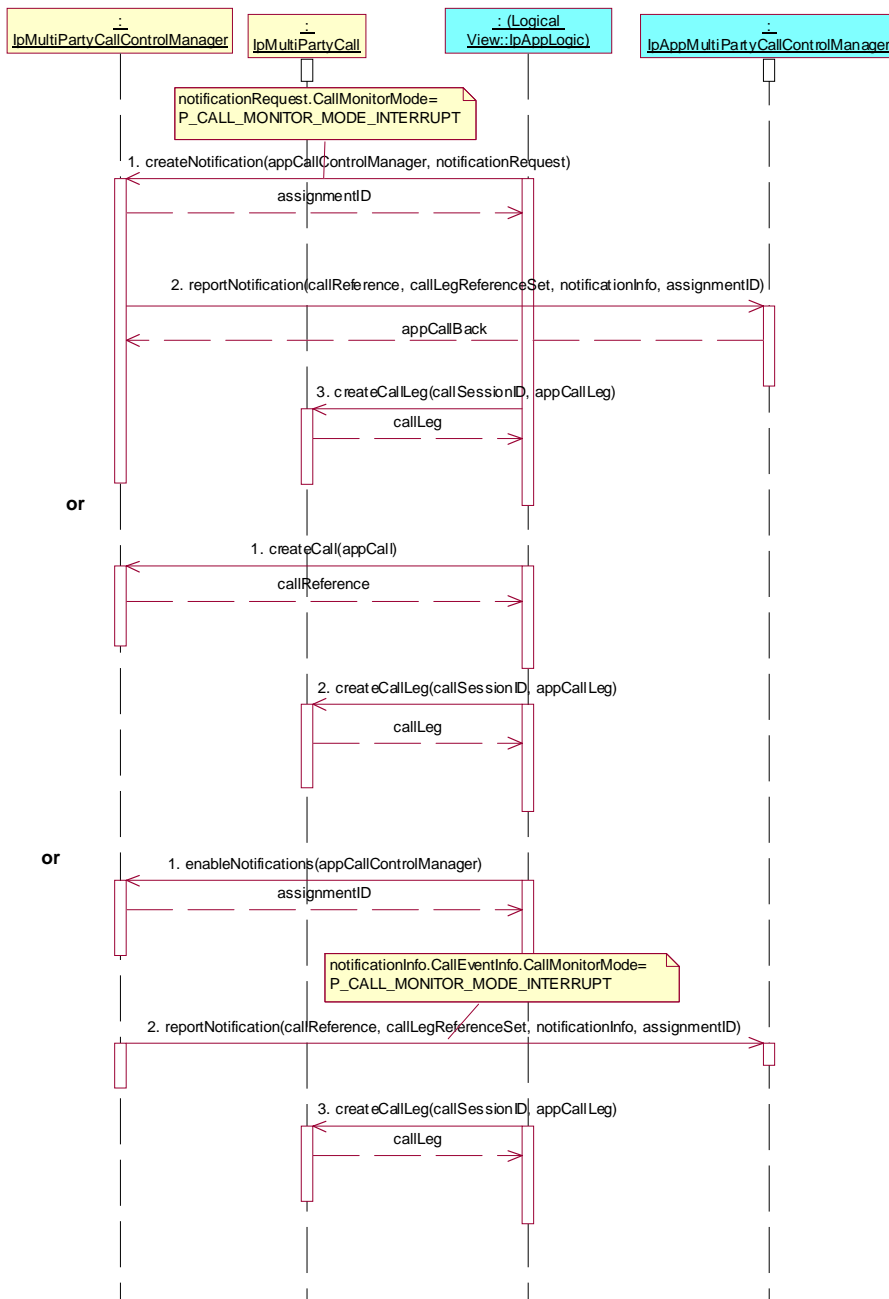 :
IpMultiPartyCallControlManager
:
IpMultiPartyCall
: (Logical
View::IpAppLogic)
:
IpAppMultiPartyCallControlManager
notificationRequest.CallMonitorMode=
P_CALL_MONITOR_MODE_INTERRUPT
1. createNotification(appCallControlManager, notificationRequest)
assignmentID
2. reportNotification(callReference, callLegReferenceSet, notificationInfo, assignmentID)
appCallBack
3. createCallLeg(callSessionID, appCallLeg)
callLeg
or
1. createCall(appCall)
callReference
2. createCallLeg(callSessionID, appCallLeg)
callLeg
or
1. enableNotifications(appCallControlManager)
assignmentID
notificationInfo.CallEventInfo.CallMonitorMode=
P_CALL_MONITOR_MODE_INTERRUPT
2. reportNotification(callReference, callLegReferenceSet, notificationInfo, assignmentID)
3. createCallLeg(callSessionID, appCallLeg)
callLeg